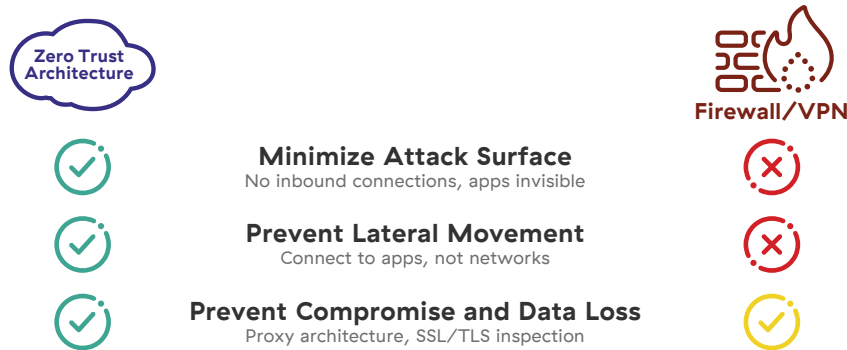 Zero Trust
Architecture
Firewall/VPN
Minimize Attack Surface
No inbound connections, apps invisible
Prevent Lateral Movement
Connect to apps, not networks
Prevent Compromise and Data Loss
Proxy architecture, SSL/TLS inspection